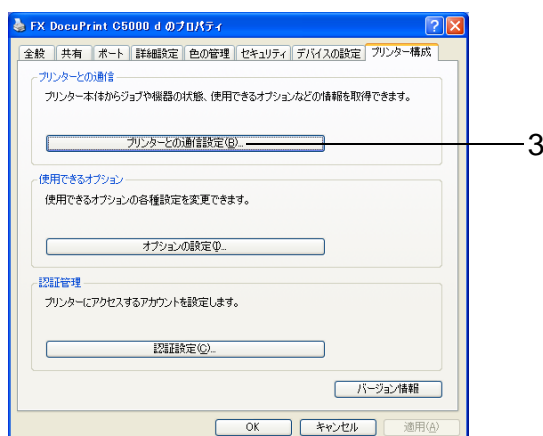 FX DocuPrint C5000 d のプロパティ
全般 共有 ポート 詳細設定 色の管理 セキュリティ デバイスの設定 プリンター構成
プリンターとの通信
プリンター本体からジョブや機器の状態、使用できるオプションなどの情報を取得できます。
プリンターとの通信設定(B)... 3
使用できるオプション
使用できるオプションの各種設定を変更できます。
オプションの設定(I)...
認証管理
プリンターにアクセスするアカウントを設定します。
認証設定(C)...
バージョン情報
OK キャンセル 適用(A)